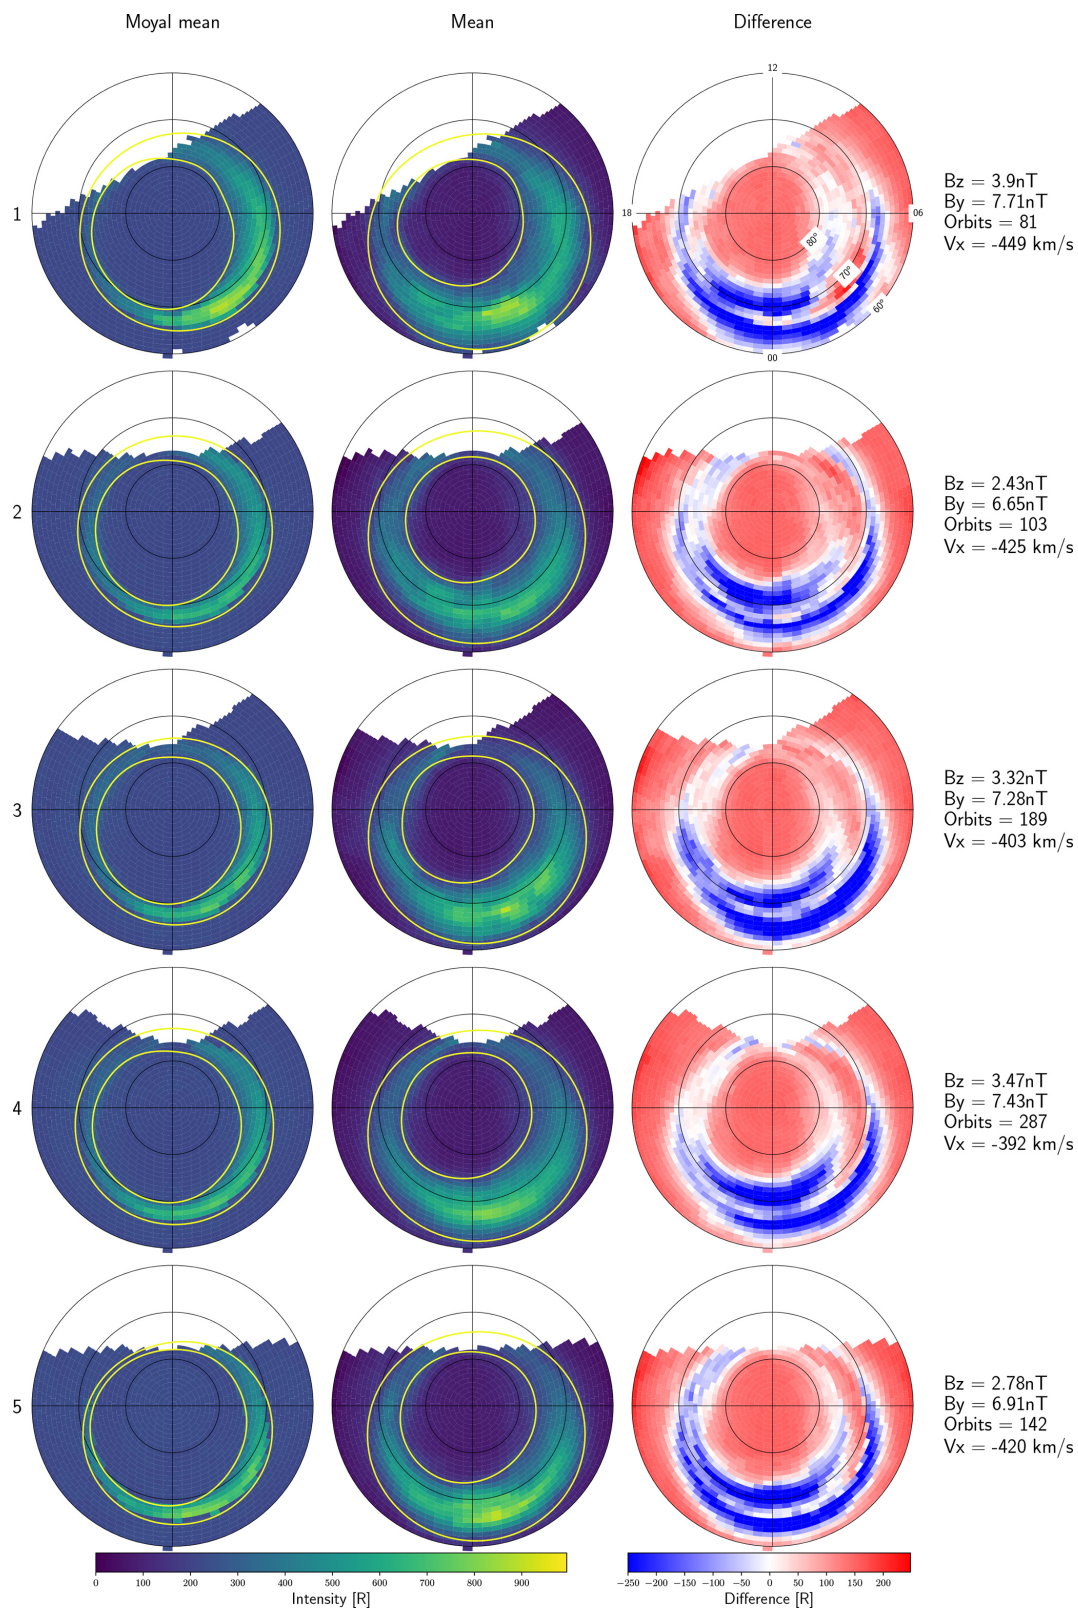 Moyal mean
Mean
Difference
12
1
18
06
80°
70°
60°
00
Bz = 3.9nT
By = 7.71nT
Orbits = 81
Vx = -449 km/s
2
Bz = 2.43nT
By = 6.65nT
Orbits = 103
Vx = -425 km/s
3
Bz = 3.32nT
By = 7.28nT
Orbits = 189
Vx = -403 km/s
4
Bz = 3.47nT
By = 7.43nT
Orbits = 287
Vx = -392 km/s
5
Bz = 2.78nT
By = 6.91nT
Orbits = 142
Vx = -420 km/s
0 100 200 300 400 500 600 700 800 900
Intensity [R]
−250 −200 −150 −100 −50 0 50 100 150 200
Difference [R]